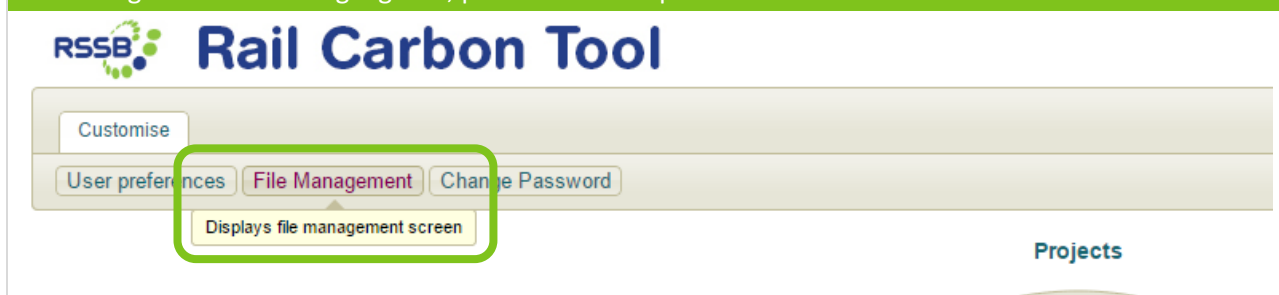 RSSB Rail Carbon Tool
Customise
User preferences File Management Change Password
Displays file management screen
Projects